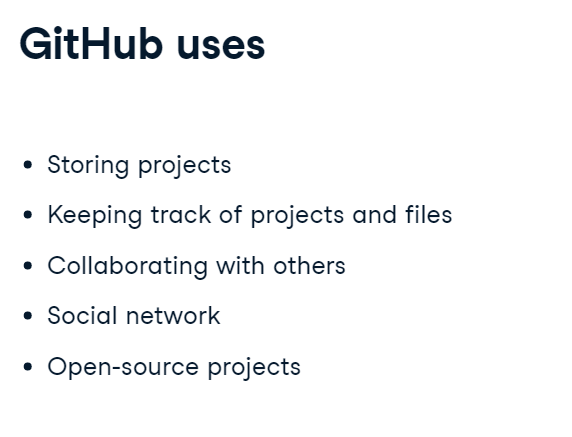 GitHub uses
• Storing projects
• Keeping track of projects and files
• Collaborating with others
• Social network
• Open-source projects